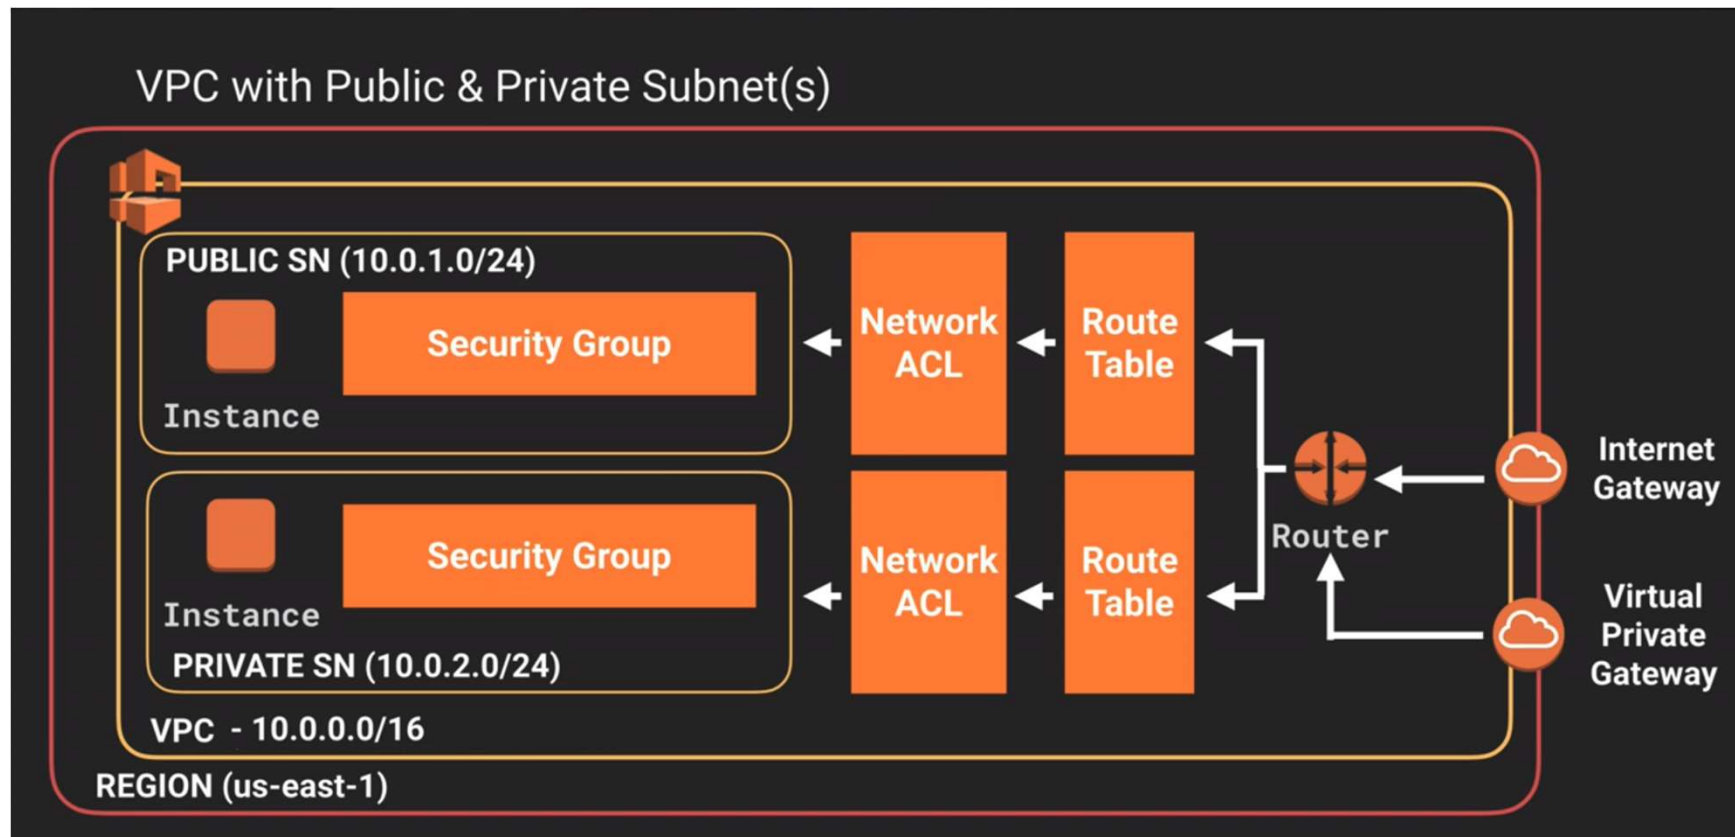 VPC with Public & Private Subnet(s)
PUBLIC SN (10.0.1.0/24)
Instance
Security Group
Network
ACL
Route
Table
Instance
Security Group
PRIVATE SN (10.0.2.0/24)
Network
ACL
Route
Table
Router
Internet
Gateway
Virtual
Private
Gateway
VPC - 10.0.0.0/16
REGION (us-east-1)